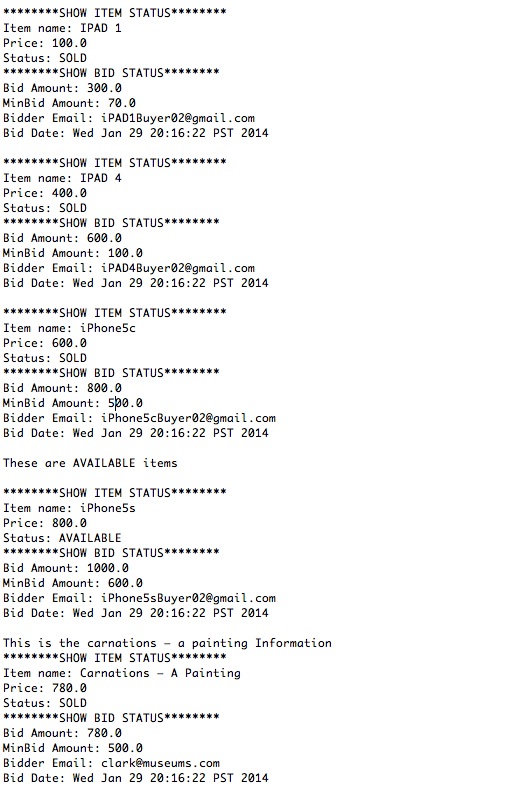 ********SHOW ITEM STATUS********
Item name: IPAD 1
Price: 100.0
Status: SOLD
********SHOW BID STATUS********
Bid Amount: 300.0
MinBid Amount: 70.0
Bidder Email: iPAD1Buyer02@gmail.com
Bid Date: Wed Jan 29 20:16:22 PST 2014
********SHOW ITEM STATUS********
Item name: IPAD 4
Price: 400.0
Status: SOLD
********SHOW BID STATUS********
Bid Amount: 600.0
MinBid Amount: 100.0
Bidder Email: iPAD4Buyer02@gmail.com
Bid Date: Wed Jan 29 20:16:22 PST 2014
********SHOW ITEM STATUS********
Item name: iPhone5c
Price: 600.0
Status: SOLD
********SHOW BID STATUS********
Bid Amount: 800.0
MinBid Amount: 500.0
Bidder Email: iPhone5cBuyer02@gmail.com
Bid Date: Wed Jan 29 20:16:22 PST 2014
These are AVAILABLE items
********SHOW ITEM STATUS********
Item name: iPhone5s
Price: 800.0
Status: AVAILABLE
********SHOW BID STATUS********
Bid Amount: 1000.0
MinBid Amount: 600.0
Bidder Email: iPhone5sBuyer02@gmail.com
Bid Date: Wed Jan 29 20:16:22 PST 2014
This is the carnations – a painting Information
********SHOW ITEM STATUS********
Item name: Carnations – A Painting
Price: 780.0
Status: SOLD
********SHOW BID STATUS********
Bid Amount: 780.0
MinBid Amount: 500.0
Bidder Email: clark@museums.com
Bid Date: Wed Jan 29 20:16:22 PST 2014